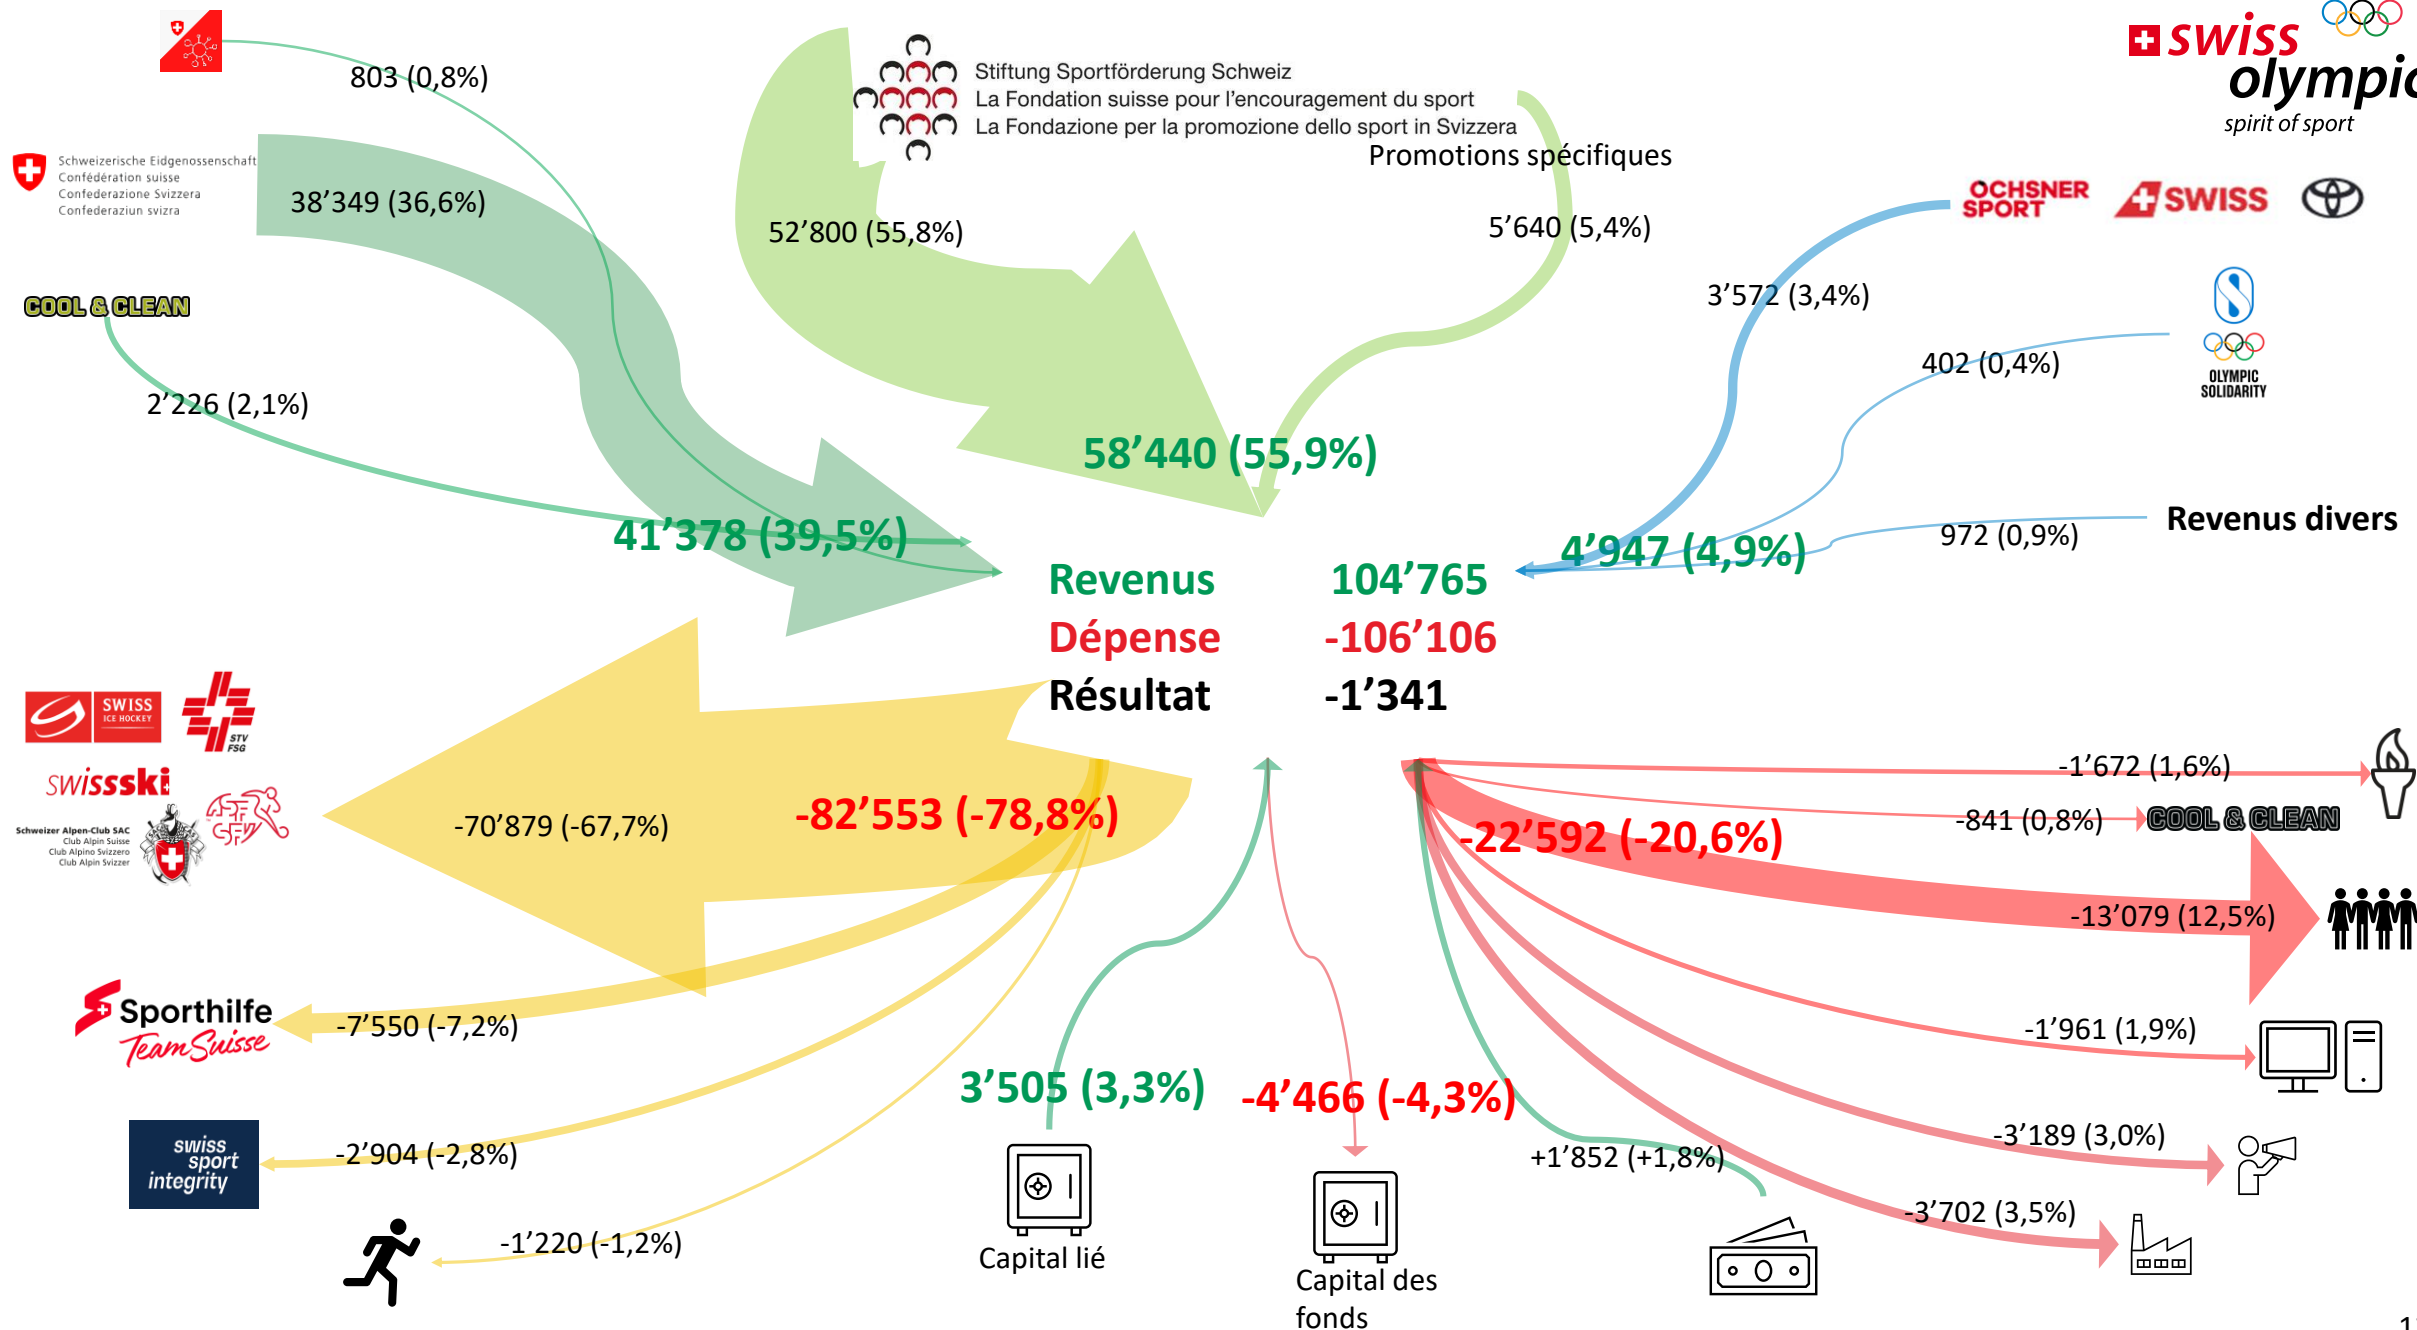 803 (0,8%)
Schweizerische Eidgenossenschaft
Confédération suisse
Confederazione Svizzera
Confederaziun svizra
38’349 (36,6%)
COOL & CLEAN
2’226 (2,1%)
Stiftung Sportförderung Schweiz
La Fondation suisse pour l'encouragement du sport
La Fondazione per la promozione dello sport in Svizzera
Promotions spécifiques
52’800 (55,8%)
5’640 (5,4%)
swiss
olympic
spirit of sport
OCHSNER
SPORT
SWISS
3’572 (3,4%)
402 (0,4%)
OLYMPIC
SOLIDARITY
972 (0,9%)
Revenus divers
58’440 (55,9%)
41’378 (39,5%)
4’947 (4,9%)
Revenus 104’765
Dépense -106’106
Résultat -1’341
SWISS
ICE HOCKEY
STV
FSG
swissski
Schweizer Alpen-Club SAC
Club Alpin Suisse
Club Alpino Svizzero
Club Alpin Svizzer
ASF
SFV
-70’879 (-67,7%)
-82’553 (-78,8%)
-22’592 (-20,6%)
-1’672 (1,6%)
-841 (0,8%)
COOL & CLEAN
-13’079 (12,5%)
Sporthilfe
Team Suisse
-7’550 (-7,2%)
-1’961 (1,9%)
3’505 (3,3%)
-4’466 (-4,3%)
swiss
sport
integrity
-2’904 (-2,8%)
+1’852 (+1,8%)
-3’189 (3,0%)
-3’702 (3,5%)
-1’220 (-1,2%)
Capital lié
Capital des
fonds